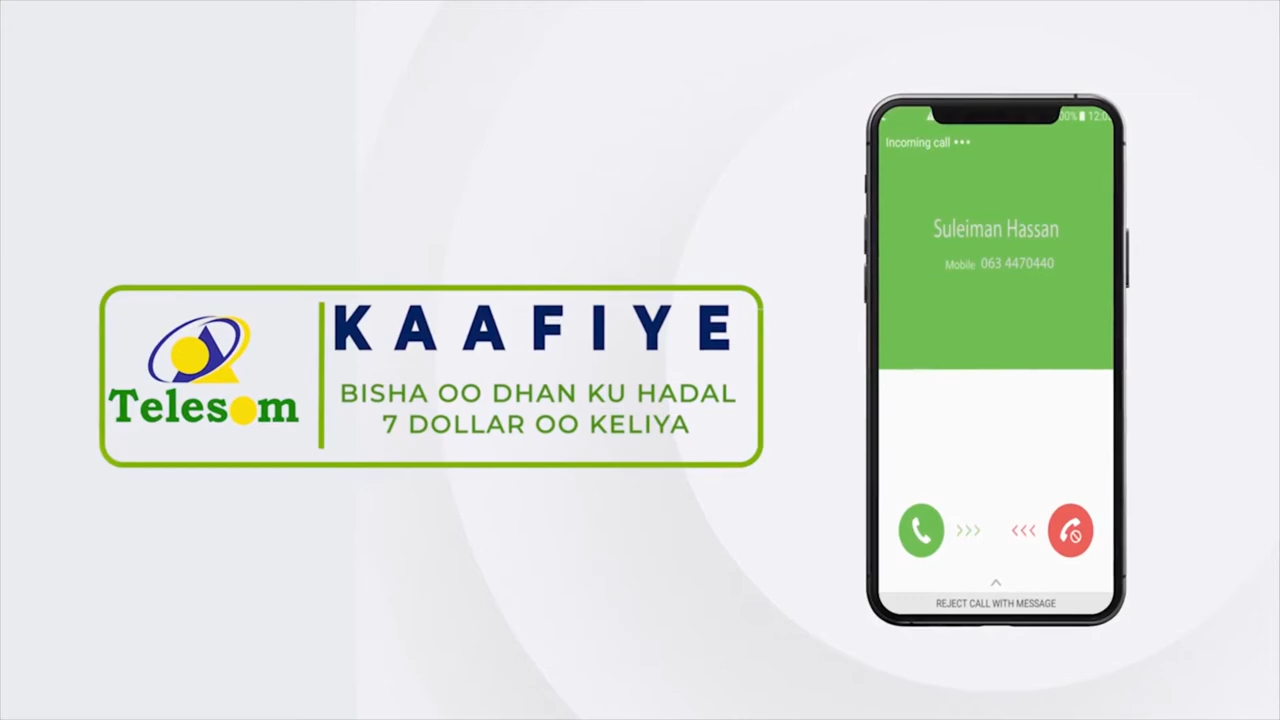 Telesom
KAAFIYE
BISHA OO DHAN KU HADAL
7 DOLLAR OO KELIYA
Incoming call •••
Suleiman Hassan
Mobile 063 4470440
REJECT CALL WITH MESSAGE